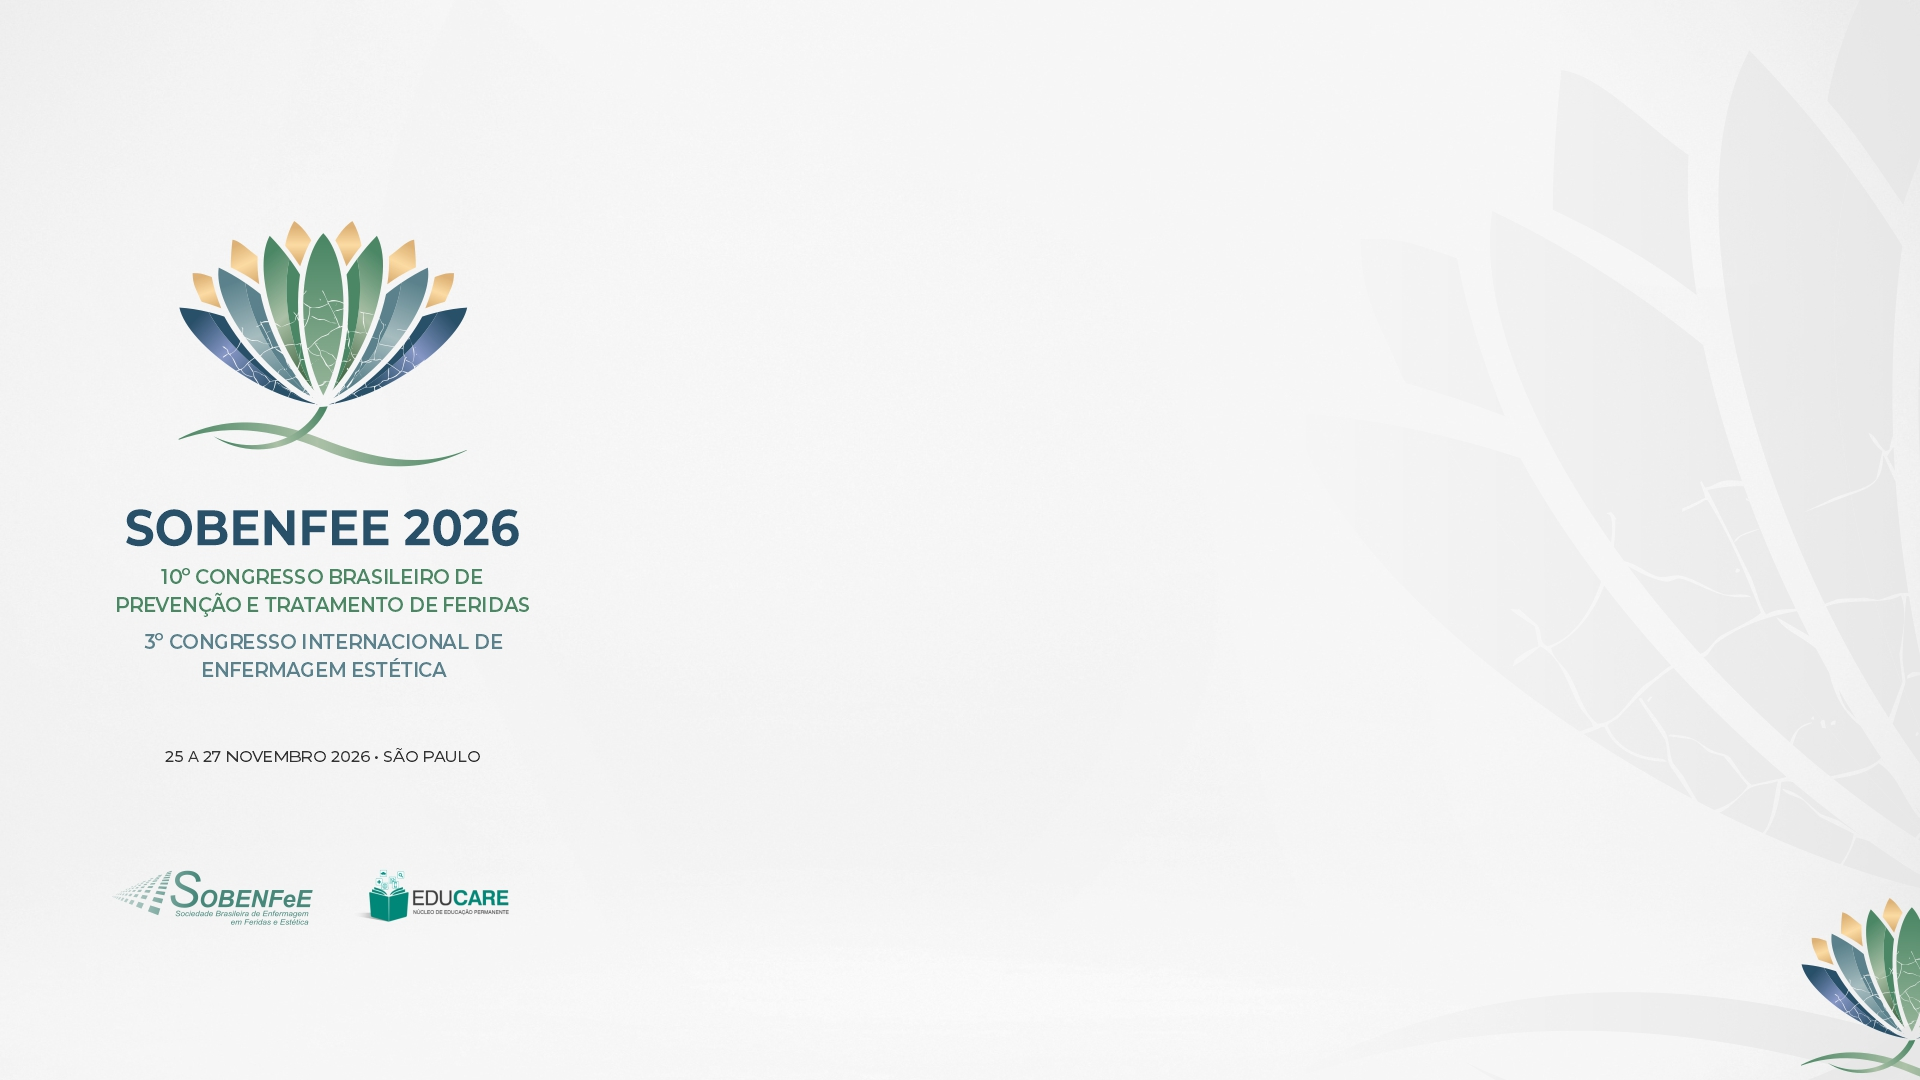 SOBENFEE 2026
10º CONGRESSO BRASILEIRO DE
PREVENÇÃO E TRATAMENTO DE FERIDAS
3º CONGRESSO INTERNACIONAL DE
ENFERMAGEM ESTÉTICA
25 A 27 NOVEMBRO 2026 • SÃO PAULO
SOBENFeE
Sociedade Brasileira de Enfermagem
em Feridas e Estética
EDUCARE
NÚCLEO DE EDUCAÇÃO PERMANENTE